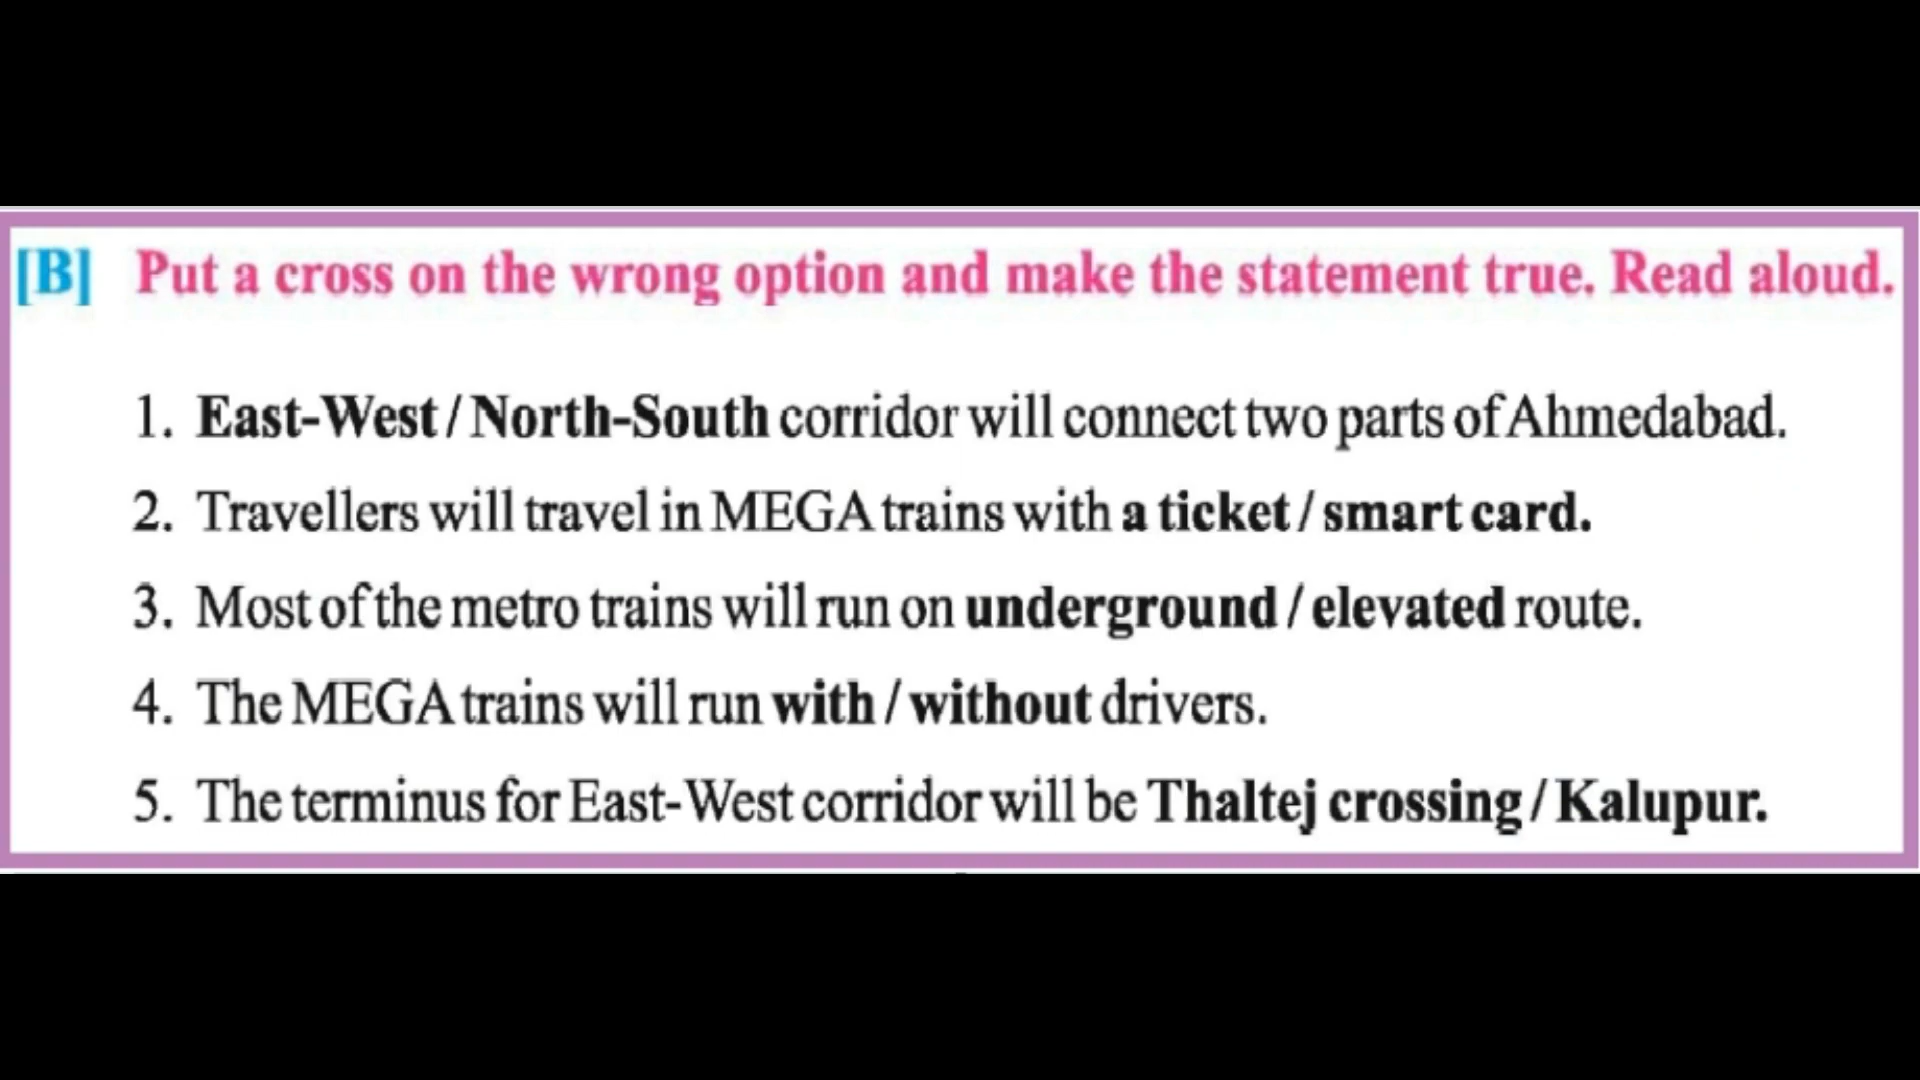 [B] Put a cross on the wrong option and make the statement true. Read aloud.
1. East-West / North-South corridor will connect two parts of Ahmedabad.
2. Travellers will travel in MEGA trains with a ticket / smart card.
3. Most of the metro trains will run on underground / elevated route.
4. The MEGA trains will run with / without drivers.
5. The terminus for East-West corridor will be Thaltej crossing / Kalupur.